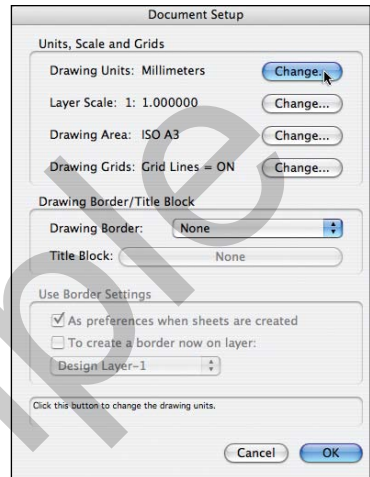 Document Setup
Units, Scale and Grids
Drawing Units: Millimeters Change...
Layer Scale: 1: 1.000000 Change...
Drawing Area: ISO A3 Change...
Drawing Grids: Grid Lines = ON Change...
Drawing Border/Title Block
Drawing Border: None
Title Block: None
Use Border Settings
As preferences when sheets are created
To create a border now on layer:
Design Layer-1
Click this button to change the drawing units.
Cancel OK